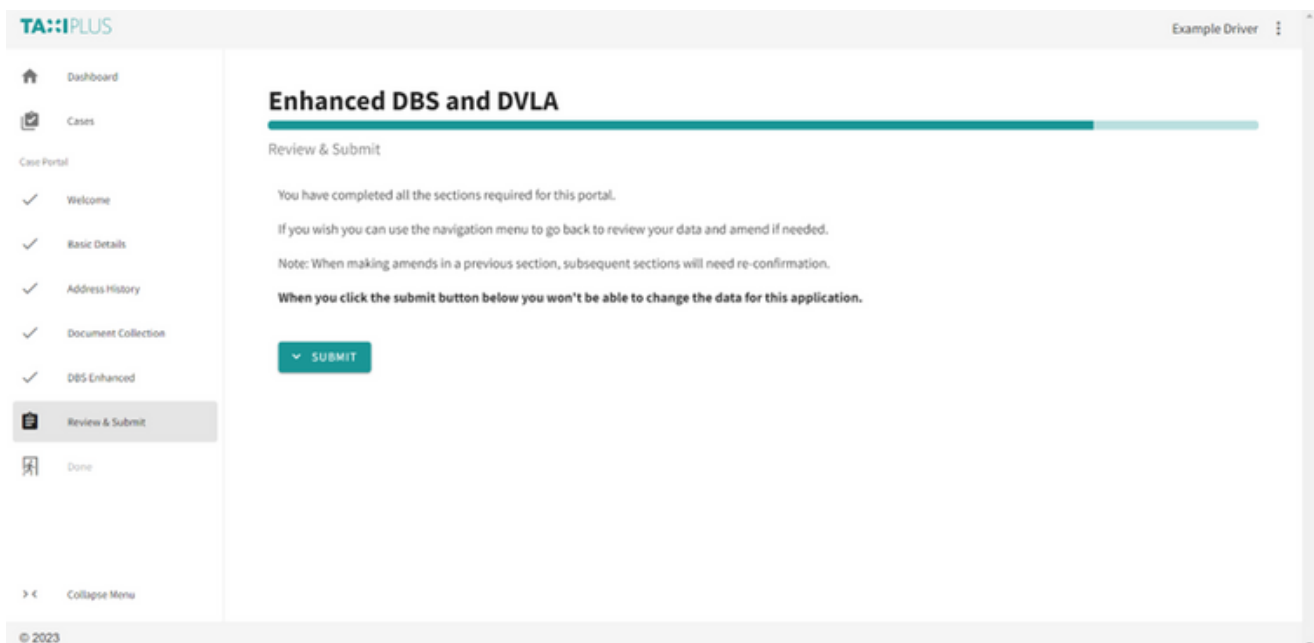 TAXIPLUS
Example Driver
Dashboard
Cases
Case Portal
Welcome
Basic Details
Address History
Document Collection
DBS Enhanced
Review & Submit
Done
Collapse Menu
Enhanced DBS and DVLA
Review & Submit
You have completed all the sections required for this portal.
If you wish you can use the navigation menu to go back to review your data and amend if needed.
Note: When making amends in a previous section, subsequent sections will need re-confirmation.
When you click the submit button below you won't be able to change the data for this application.
SUBMIT
© 2023